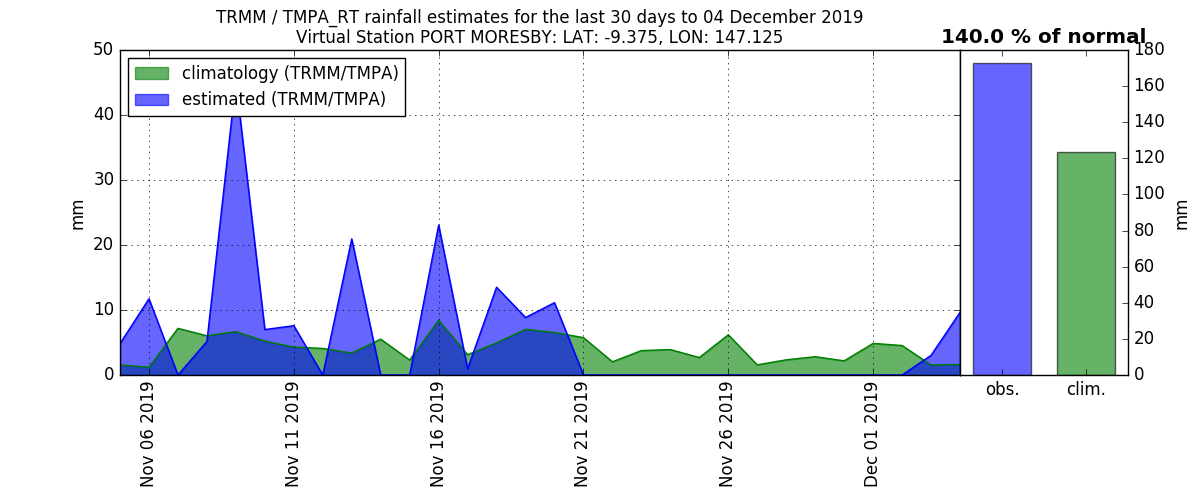 TRMM / TMPA_RT rainfall estimates for the last 30 days to 04 December 2019
Virtual Station PORT MORESBY: LAT: -9.375, LON: 147.125
140.0 % of normal
climatology (TRMM/TMPA)
estimated (TRMM/TMPA)
50
40
30
20
10
0
mm
Nov 06 2019
Nov 11 2019
Nov 16 2019
Nov 21 2019
Nov 26 2019
Dec 01 2019
obs.
clim.
180
160
140
120
100
80
60
40
20
0
mm